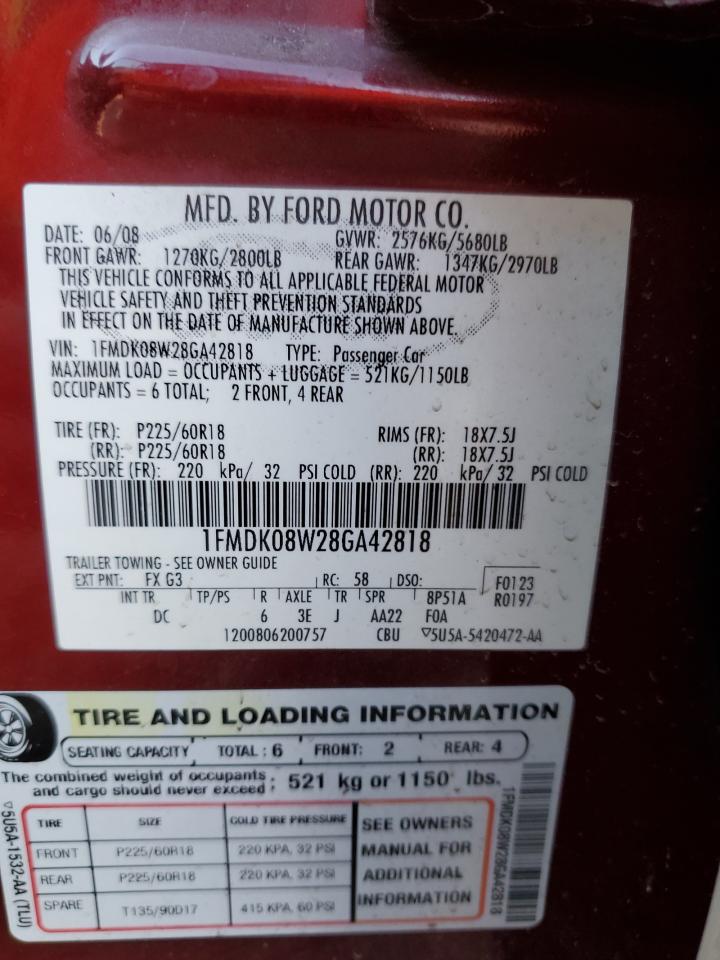 MFD. BY FORD MOTOR CO.
DATE: 06/08 GVWR: 2576KG/5680LB
FRONT GAWR: 1270KG/2800LB REAR GAWR: 1347KG/2970LB
THIS VEHICLE CONFORMS TO ALL APPLICABLE FEDERAL MOTOR
VEHICLE SAFETY AND THEFT PREVENTION STANDARDS
IN EFFECT ON THE DATE OF MANUFACTURE SHOWN ABOVE.
VIN: 1FMDK08W28GA42818 TYPE: Passenger Car
MAXIMUM LOAD = OCCUPANTS + LUGGAGE = 521KG/1150LB
OCCUPANTS = 6 TOTAL; 2 FRONT, 4 REAR
TIRE (FR): P225/60R18 RIMS (FR): 18X7.5J
(RR): P225/60R18 (RR): 18X7.5J
PRESSURE (FR): 220 kPa/ 32 PSI COLD (RR): 220 kPa/ 32 PSI COLD
1FMDK08W28GA42818
TRAILER TOWING - SEE OWNER GUIDE
EXT PNT: FX G3 RC: 58 DSO: F0123
INT TR TP/PS R AXLE TR SPR 8P51A R0197
DC 6 3E J AA22 FOA
1200806200757 CBU ▽5U5A-5420472-AA
TIRE AND LOADING INFORMATION
SEATING CAPACITY TOTAL : 6 FRONT: 2 REAR: 4
The combined weight of occupants and cargo should never exceed : 521 kg or 1150 lbs.
TIRE SIZE COLD TIRE PRESSURE SEE OWNERS
FRONT P225/60R18 220 KPA, 32 PSI MANUAL FOR
REAR P225/60R18 220 KPA, 32 PSI ADDITIONAL
SPARE T135/90D17 415 KPA, 60 PSI INFORMATION
▽5U5A-1532-AA (TLU)
1FMDK08W28GA42818